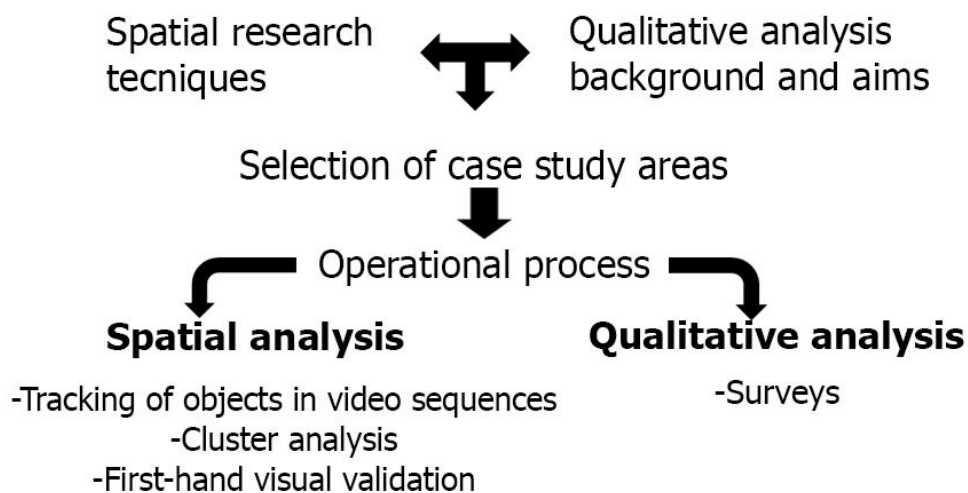 Spatial research
tecniques
Qualitative analysis
background and aims
Selection of case study areas
Operational process
Spatial analysis
-Tracking of objects in video sequences
-Cluster analysis
-First-hand visual validation
Qualitative analysis
-Surveys